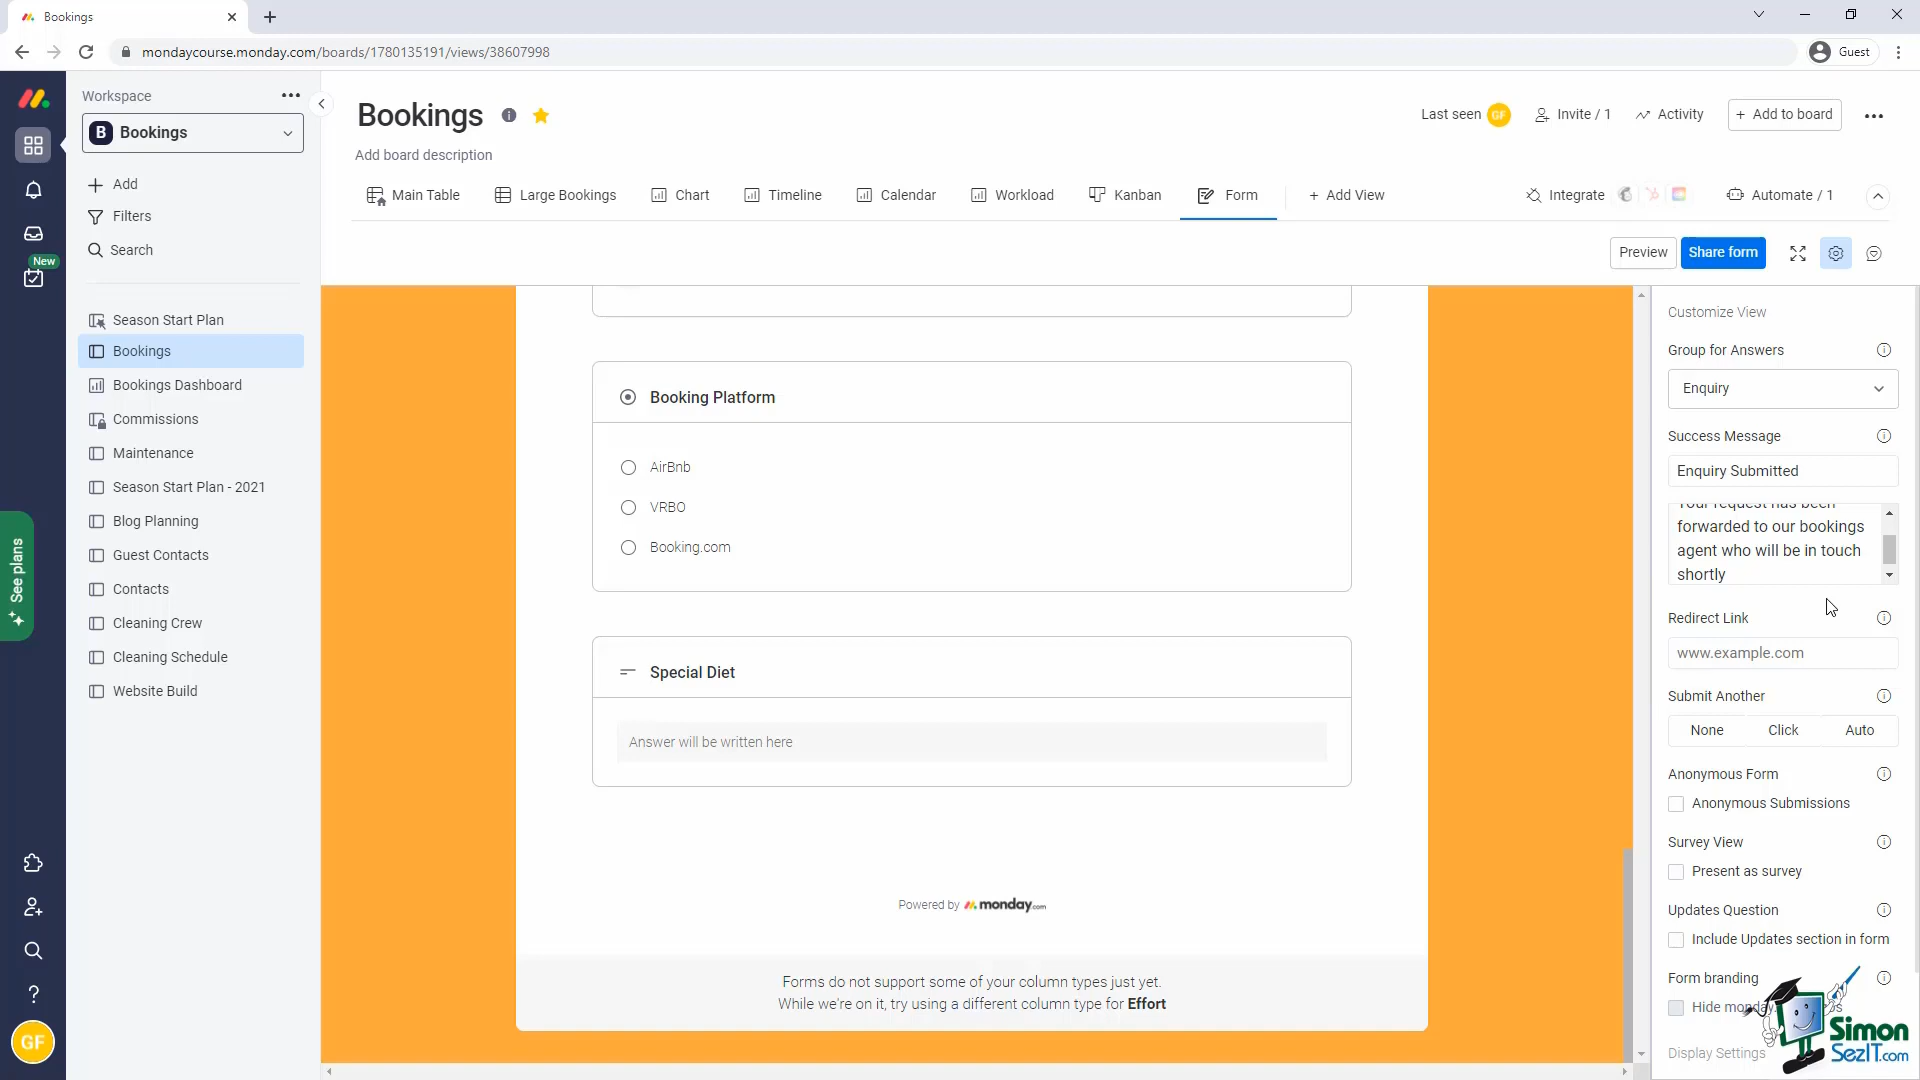 Bookings
mondaycourse.monday.com/boards/1780135191/views/38607998
Guest
Workspace
B Bookings
Add
Filters
Search
New
Season Start Plan
Bookings
Bookings Dashboard
Commissions
Maintenance
Season Start Plan - 2021
Blog Planning
Guest Contacts
Contacts
Cleaning Crew
Cleaning Schedule
Website Build
See plans
GF
Bookings
Last seen GF
Invite / 1
Activity
+ Add to board
Add board description
Main Table
Large Bookings
Chart
Timeline
Calendar
Workload
Kanban
Form
+ Add View
Integrate
Automate / 1
Preview
Share form
Booking Platform
AirBnb
VRBO
Booking.com
Special Diet
Answer will be written here
Powered by monday.com
Forms do not support some of your column types just yet.
While we're on it, try using a different column type for Effort
Customize View
Group for Answers
Enquiry
Success Message
Enquiry Submitted
Your request has been
forwarded to our bookings
agent who will be in touch
shortly
Redirect Link
www.example.com
Submit Another
None Click Auto
Anonymous Form
Anonymous Submissions
Survey View
Present as survey
Updates Question
Include Updates section in form
Form branding
Hide monday
Display Settings
Simon
SezIT.com